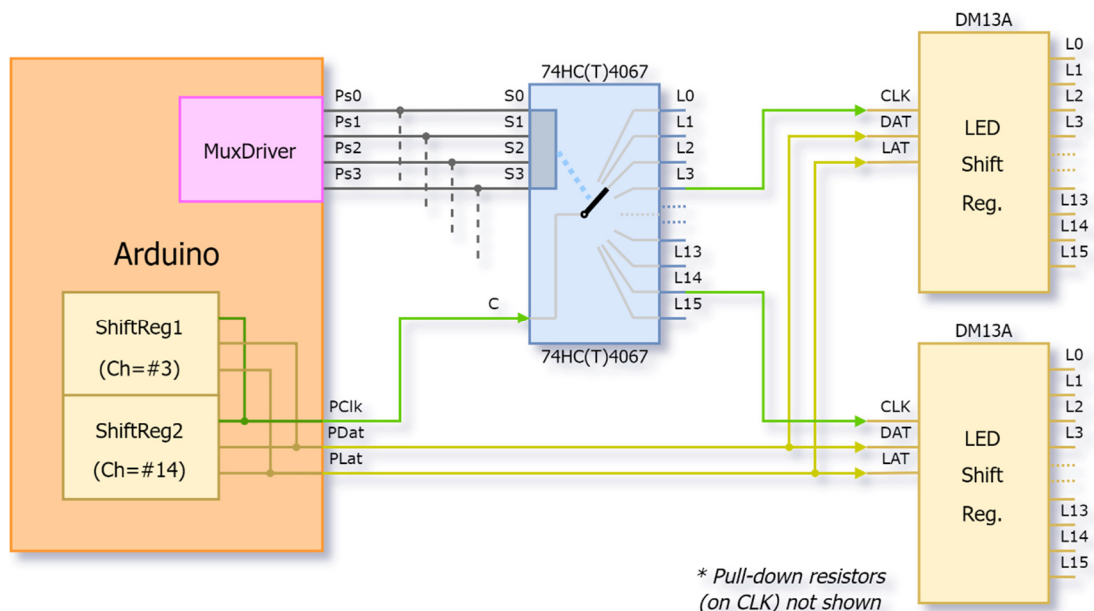 Arduino
MuxDriver
Ps0
Ps1
Ps2
Ps3
ShiftReg1
(Ch=#3)
ShiftReg2
(Ch=#14)
PClk
PDat
PLat
74HC(T)4067
S0
S1
S2
S3
C
L0
L1
L2
L3
L13
L14
L15
74HC(T)4067
DM13A
CLK
DAT
LAT
LED
Shift
Reg.
L0
L1
L2
L3
L13
L14
L15
DM13A
CLK
DAT
LAT
LED
Shift
Reg.
L0
L1
L2
L3
L13
L14
L15
* Pull-down resistors
(on CLK) not shown